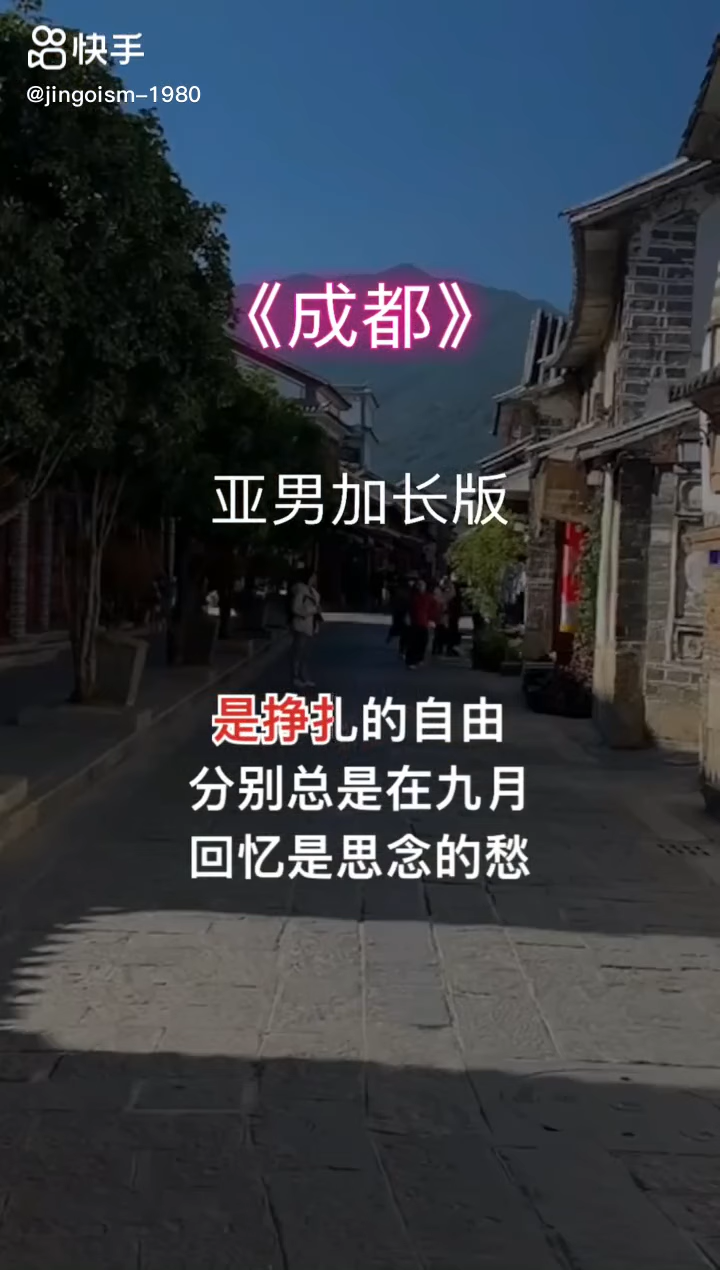 快手
@jingoism-1980
《成都》
亚男加长版
是挣扎的自由
分别总是在九月
回忆是思念的愁